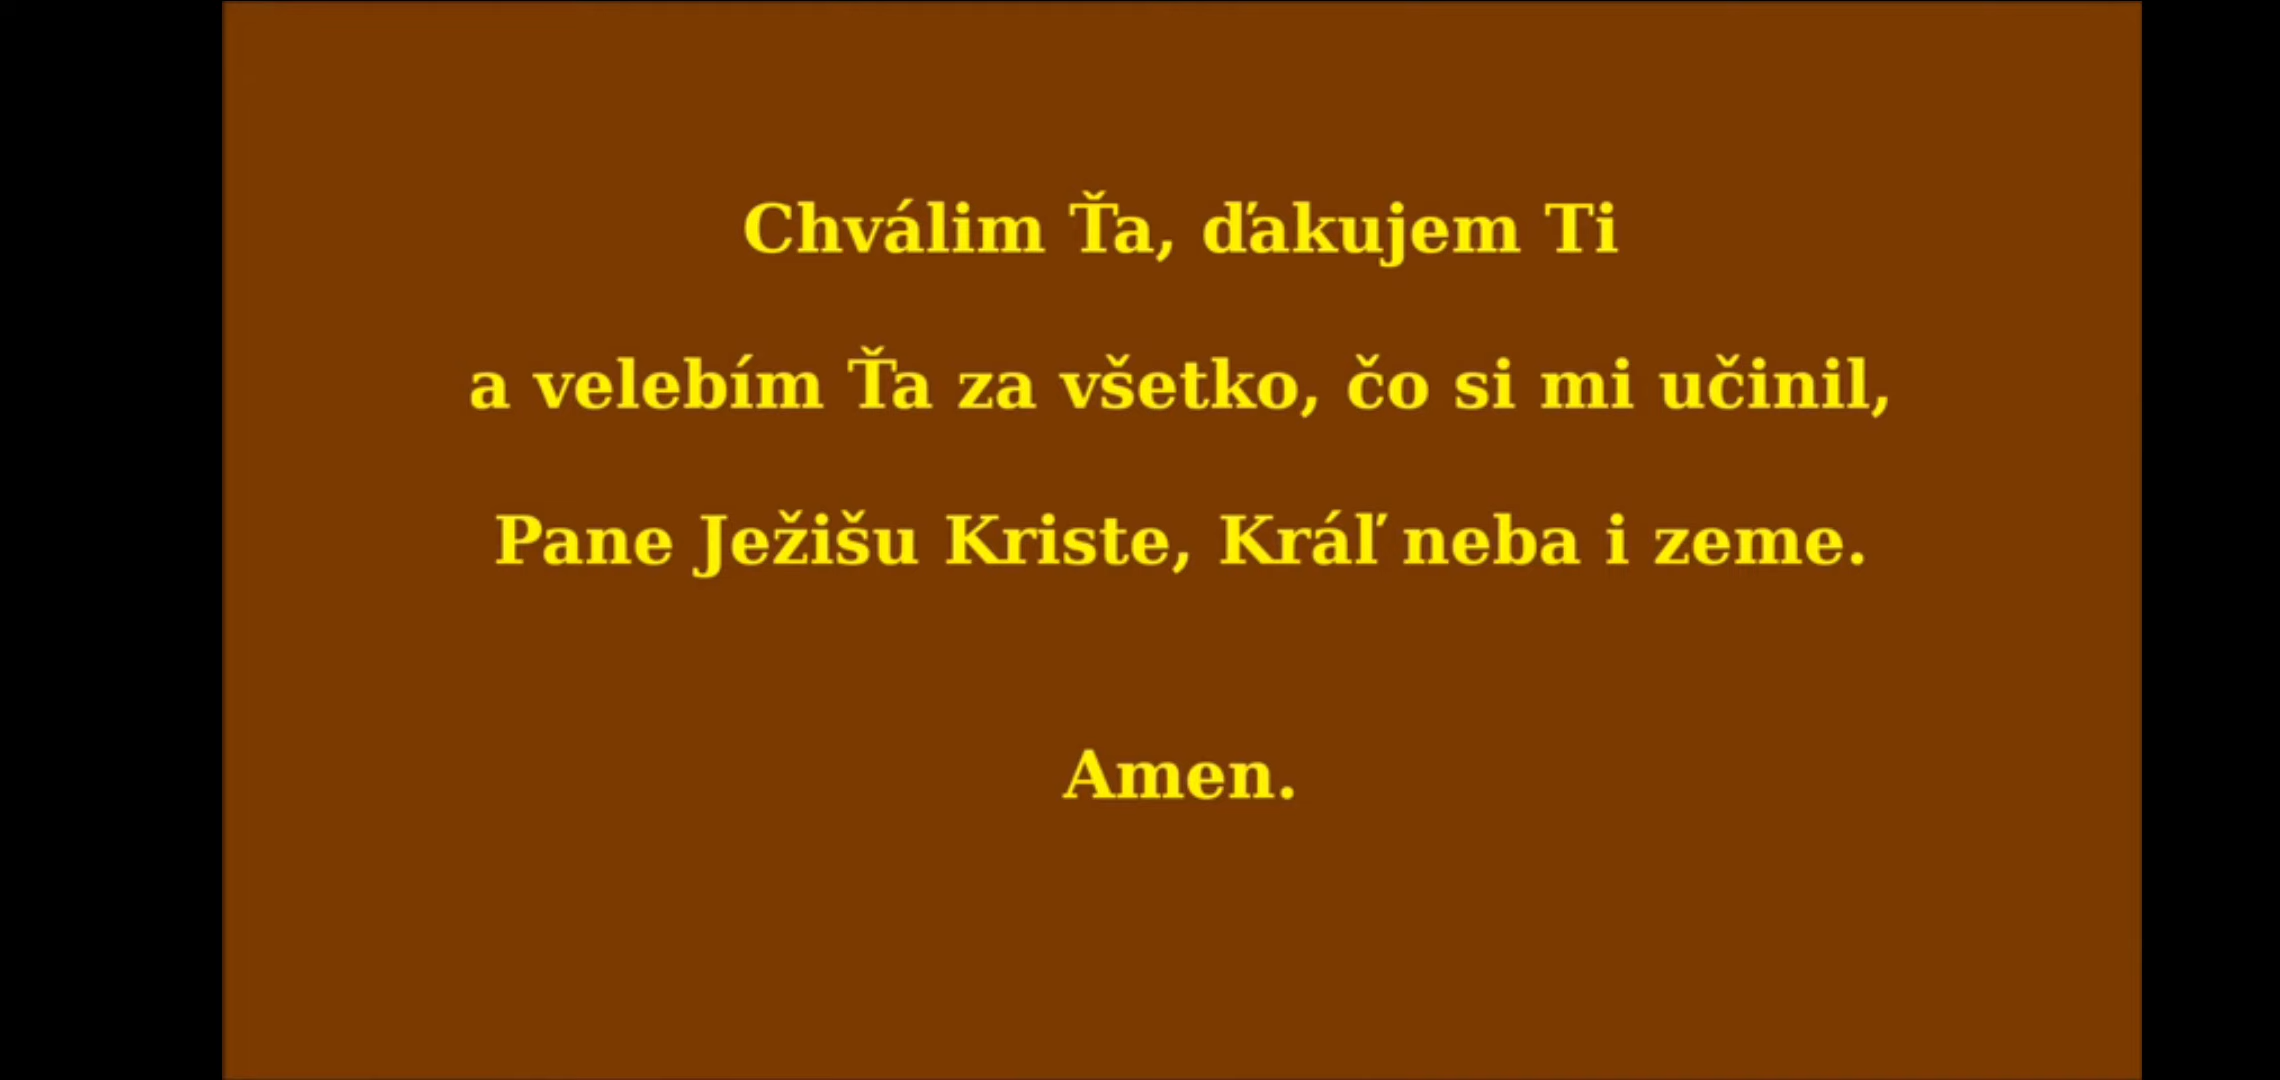 Chválim Ťa, ďakujem Ti
a velebím Ťa za všetko, čo si mi učinil,
Pane Ježišu Kriste, Kráľ neba i zeme.
Amen.